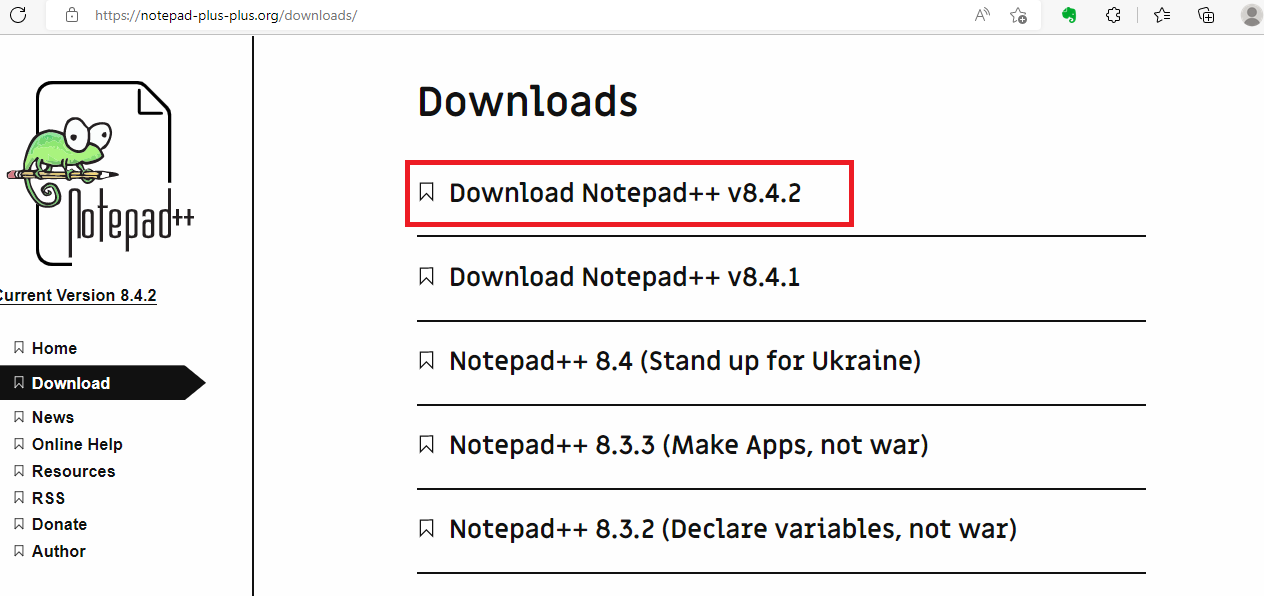 https://notepad-plus-plus.org/downloads/
Notepad++
Current Version 8.4.2
Home
Download
News
Online Help
Resources
RSS
Donate
Author
Downloads
Download Notepad++ v8.4.2
Download Notepad++ v8.4.1
Notepad++ 8.4 (Stand up for Ukraine)
Notepad++ 8.3.3 (Make Apps, not war)
Notepad++ 8.3.2 (Declare variables, not war)